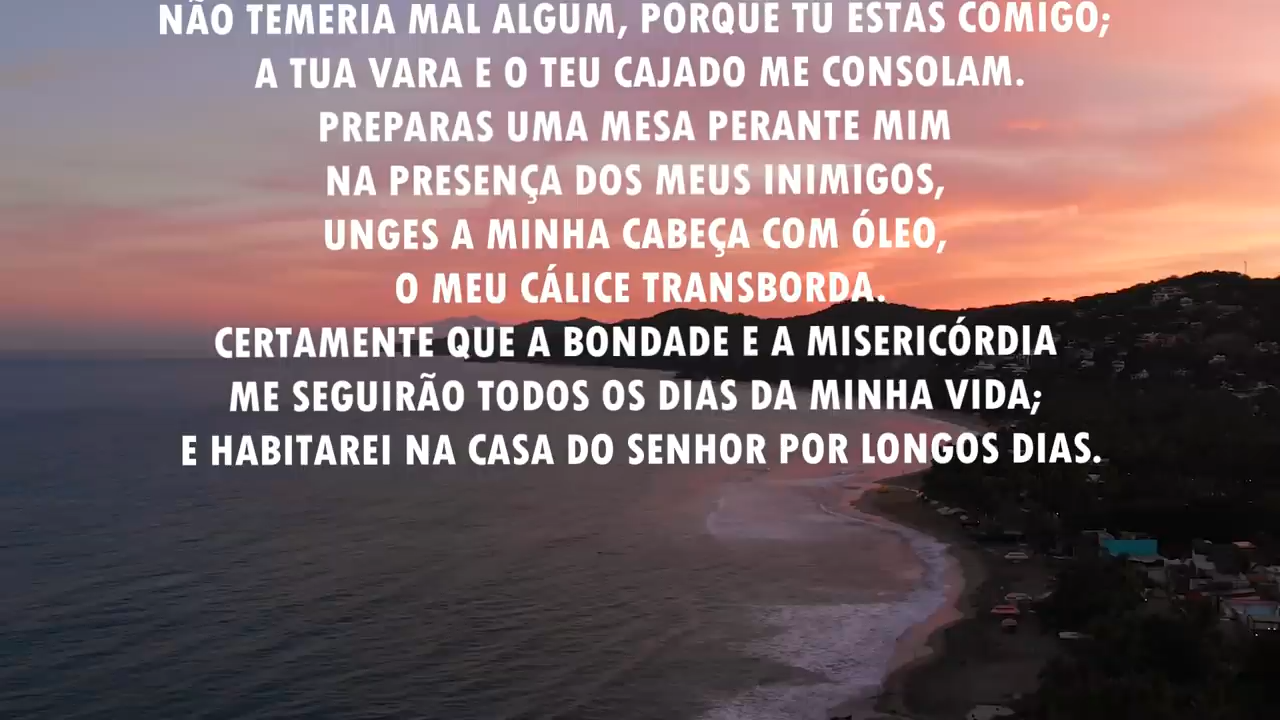 NÃO TEMERIA MAL ALGUM, PORQUE TU ESTÁS COMIGO;
A TUA VARA E O TEU CAJADO ME CONSOLAM.
PREPARAS UMA MESA PERANTE MIM
NA PRESENÇA DOS MEUS INIMIGOS,
UNGES A MINHA CABEÇA COM ÓLEO,
O MEU CÁLICE TRANSBORDA.
CERTAMENTE QUE A BONDADE E A MISERICÓRDIA
ME SEGUIRÃO TODOS OS DIAS DA MINHA VIDA;
E HABITAREI NA CASA DO SENHOR POR LONGOS DIAS.